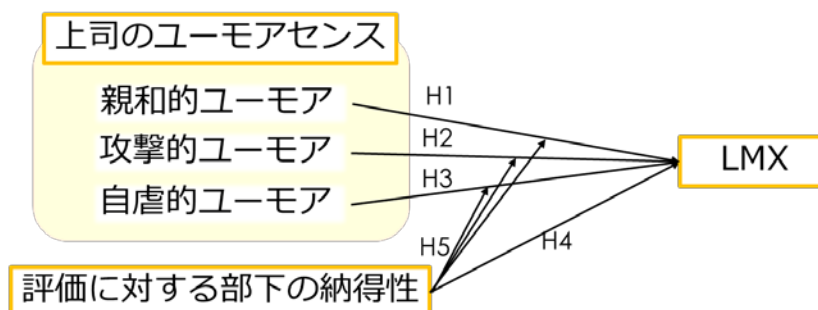 上司のユーモアセンス
親和的ユーモア
H1
攻撃的ユーモア
H2
自虐的ユーモア
H3
LMX
H5
H4
評価に対する部下の納得性